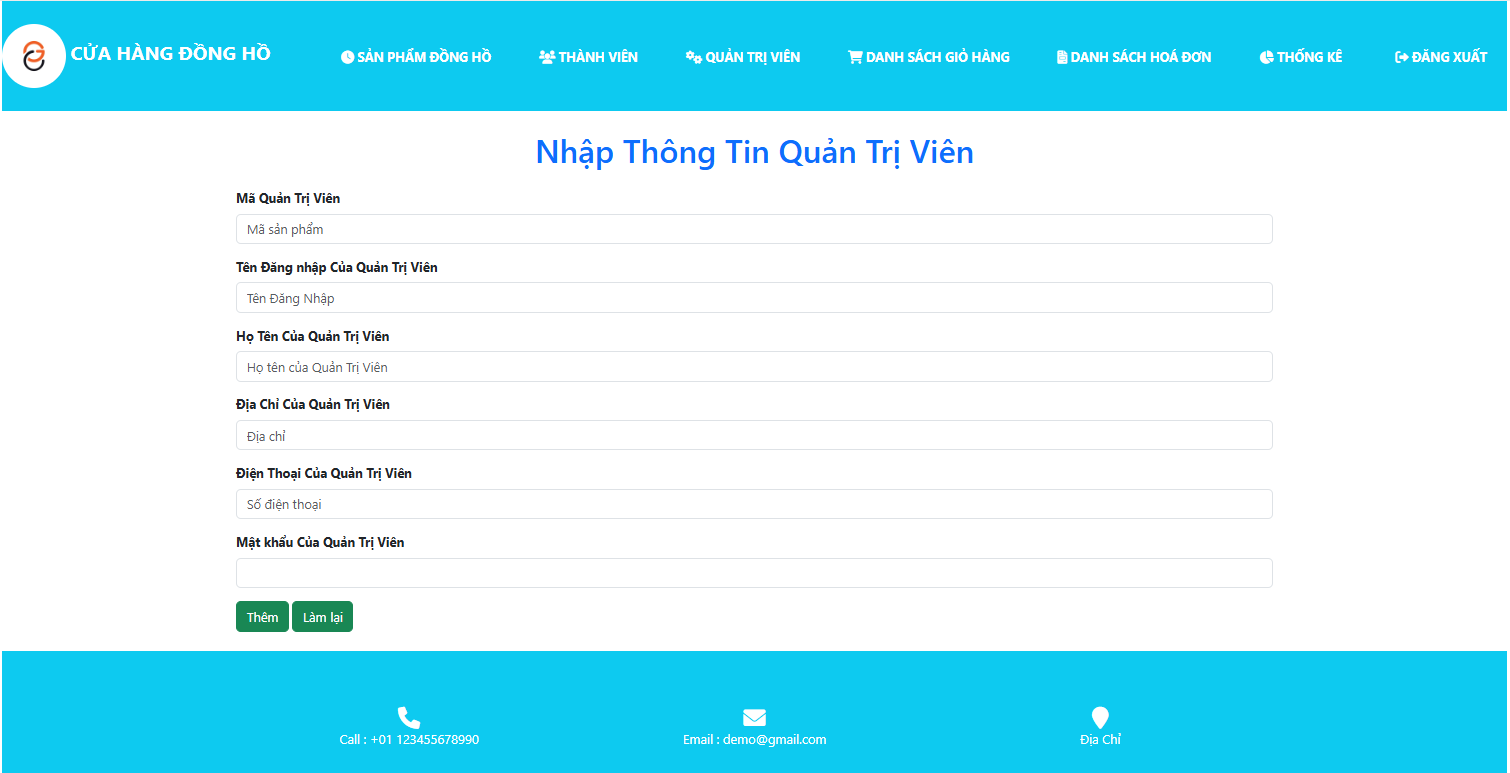 CỬA HÀNG ĐỒNG HỒ SẢN PHẨM ĐỒNG HỒ THÀNH VIÊN QUẢN TRỊ VIÊN DANH SÁCH GIỎ HÀNG DANH SÁCH HOÁ ĐƠN THỐNG KÊ ĐĂNG XUẤT
Nhập Thông Tin Quản Trị Viên
Mã Quản Trị Viên
Mã sản phẩm
Tên Đăng nhập Của Quản Trị Viên
Tên Đăng Nhập
Họ Tên Của Quản Trị Viên
Họ tên của Quản Trị Viên
Địa Chỉ Của Quản Trị Viên
Địa chỉ
Điện Thoại Của Quản Trị Viên
Số điện thoại
Mật khẩu Của Quản Trị Viên
Thêm Làm lại
Call : +01 123455678990 Email : demo@gmail.com Địa Chỉ